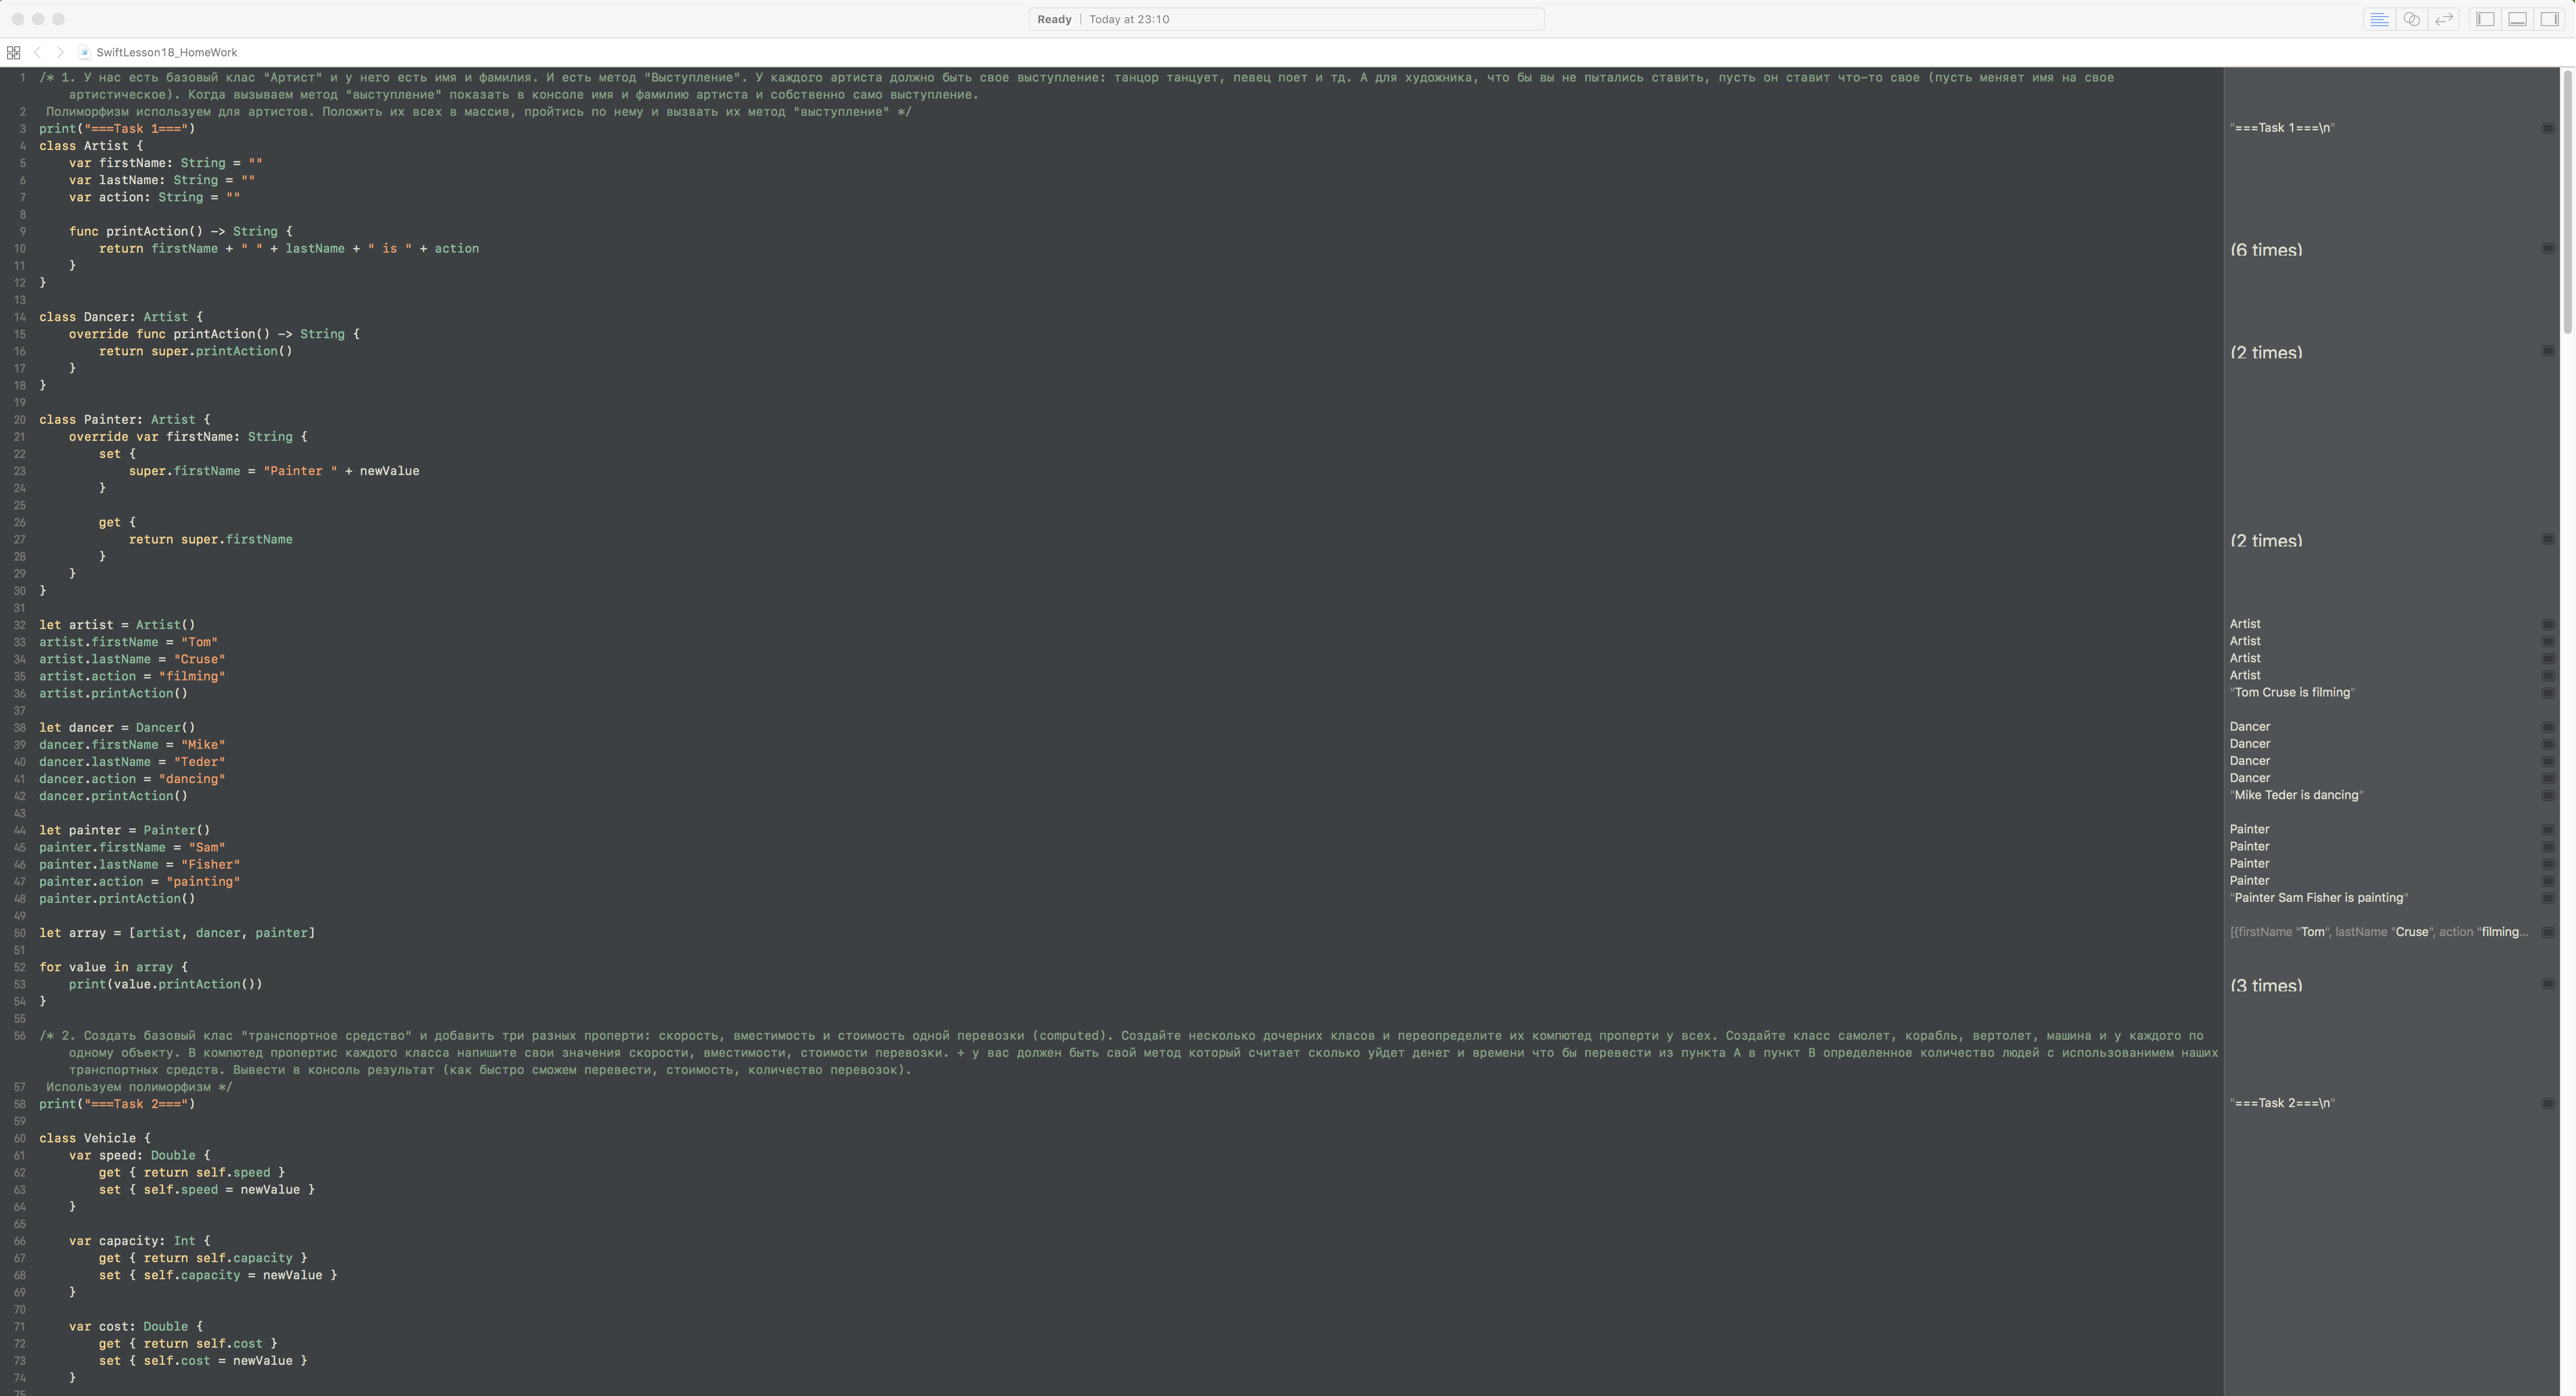 Ready | Today at 23:10
SwiftLesson18_HomeWork
1 /* 1. У нас есть базовый клас "Артист" и у него есть имя и фамилия. И есть метод "Выступление". У каждого артиста должно быть свое выступление: танцор танцует, певец поет и тд. А для художника, что бы вы не пытались ставить, пусть он ставит что-то свое (пусть меняет имя на свое
артистическое). Когда вызываем метод "выступление" показать в консоле имя и фамилию артиста и собственно само выступление.
2 Полиморфизм используем для артистов. Положить их всех в массив, пройтись по нему и вызвать их метод "выступление" */
3 print("===Task 1===") "===Task 1===\n"
4 class Artist {
5 var firstName: String = ""
6 var lastName: String = ""
7 var action: String = ""
8
9 func printAction() -> String {
10 return firstName + " " + lastName + " is " + action (6 times)
11 }
12 }
13
14 class Dancer: Artist {
15 override func printAction() -> String {
16 return super.printAction() (2 times)
17 }
18 }
19
20 class Painter: Artist {
21 override var firstName: String {
22 set {
23 super.firstName = "Painter " + newValue
24 }
25
26 get {
27 return super.firstName (2 times)
28 }
29 }
30 }
31
32 let artist = Artist() Artist
33 artist.firstName = "Tom" Artist
34 artist.lastName = "Cruse" Artist
35 artist.action = "filming" Artist
36 artist.printAction() "Tom Cruse is filming"
37
38 let dancer = Dancer() Dancer
39 dancer.firstName = "Mike" Dancer
40 dancer.lastName = "Teder" Dancer
41 dancer.action = "dancing" Dancer
42 dancer.printAction() "Mike Teder is dancing"
43
44 let painter = Painter() Painter
45 painter.firstName = "Sam" Painter
46 painter.lastName = "Fisher" Painter
47 painter.action = "painting" Painter
48 painter.printAction() "Painter Sam Fisher is painting"
49
50 let array = [artist, dancer, painter] [{firstName "Tom", lastName "Cruse", action "filming...
51
52 for value in array {
53 print(value.printAction()) (3 times)
54 }
55
56 /* 2. Создать базовый клас "транспортное средство" и добавить три разных проперти: скорость, вместимость и стоимость одной перевозки (computed). Создайте несколько дочерних класов и переопределите их компютед проперти у всех. Создайте класс самолет, корабль, вертолет, машина и у каждого по
одному объекту. В компютед пропертис каждого класса напишите свои значения скорости, вместимости, стоимости перевозки. + у вас должен быть свой метод который считает сколько уйдет денег и времени что бы перевести из пункта А в пункт В определенное количество людей с использованимем наших
транспортных средств. Вывести в консоль результат (как быстро сможем перевести, стоимость, количество перевозок).
57 Используем полиморфизм */
58 print("===Task 2===") "===Task 2===\n"
59
60 class Vehicle {
61 var speed: Double {
62 get { return self.speed }
63 set { self.speed = newValue }
64 }
65
66 var capacity: Int {
67 get { return self.capacity }
68 set { self.capacity = newValue }
69 }
70
71 var cost: Double {
72 get { return self.cost }
73 set { self.cost = newValue }
74 }
75